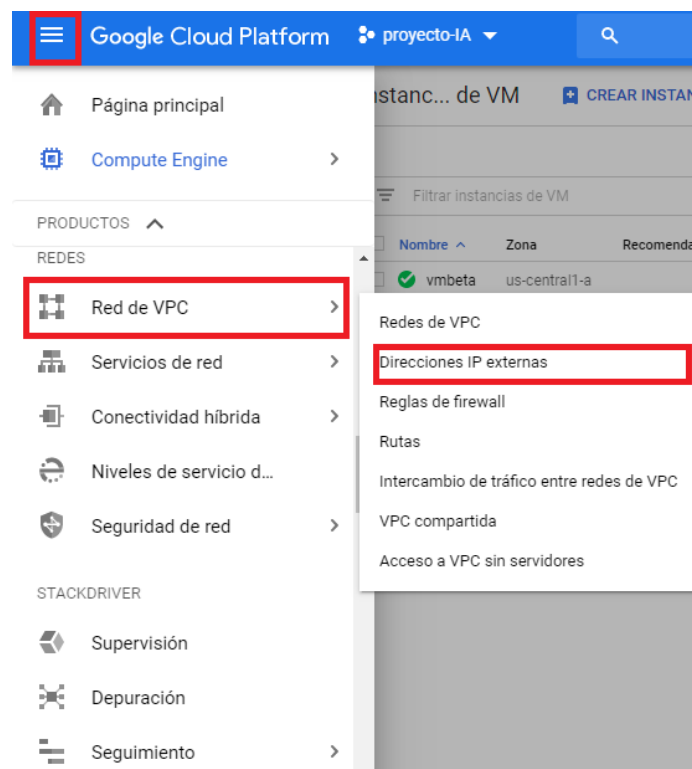 Google Cloud Platform
proyecto-IA
Página principal
Compute Engine
PRODUCTOS
REDES
Red de VPC
Servicios de red
Conectividad híbrida
Niveles de servicio d...
Seguridad de red
STACKDRIVER
Supervisión
Depuración
Seguimiento
nstanc... de VM
CREAR INSTAN
Filtrar instancias de VM
Nombre
Zona
Recomenda
vmbeta
us-central1-a
Redes de VPC
Direcciones IP externas
Reglas de firewall
Rutas
Intercambio de tráfico entre redes de VPC
VPC compartida
Acceso a VPC sin servidores